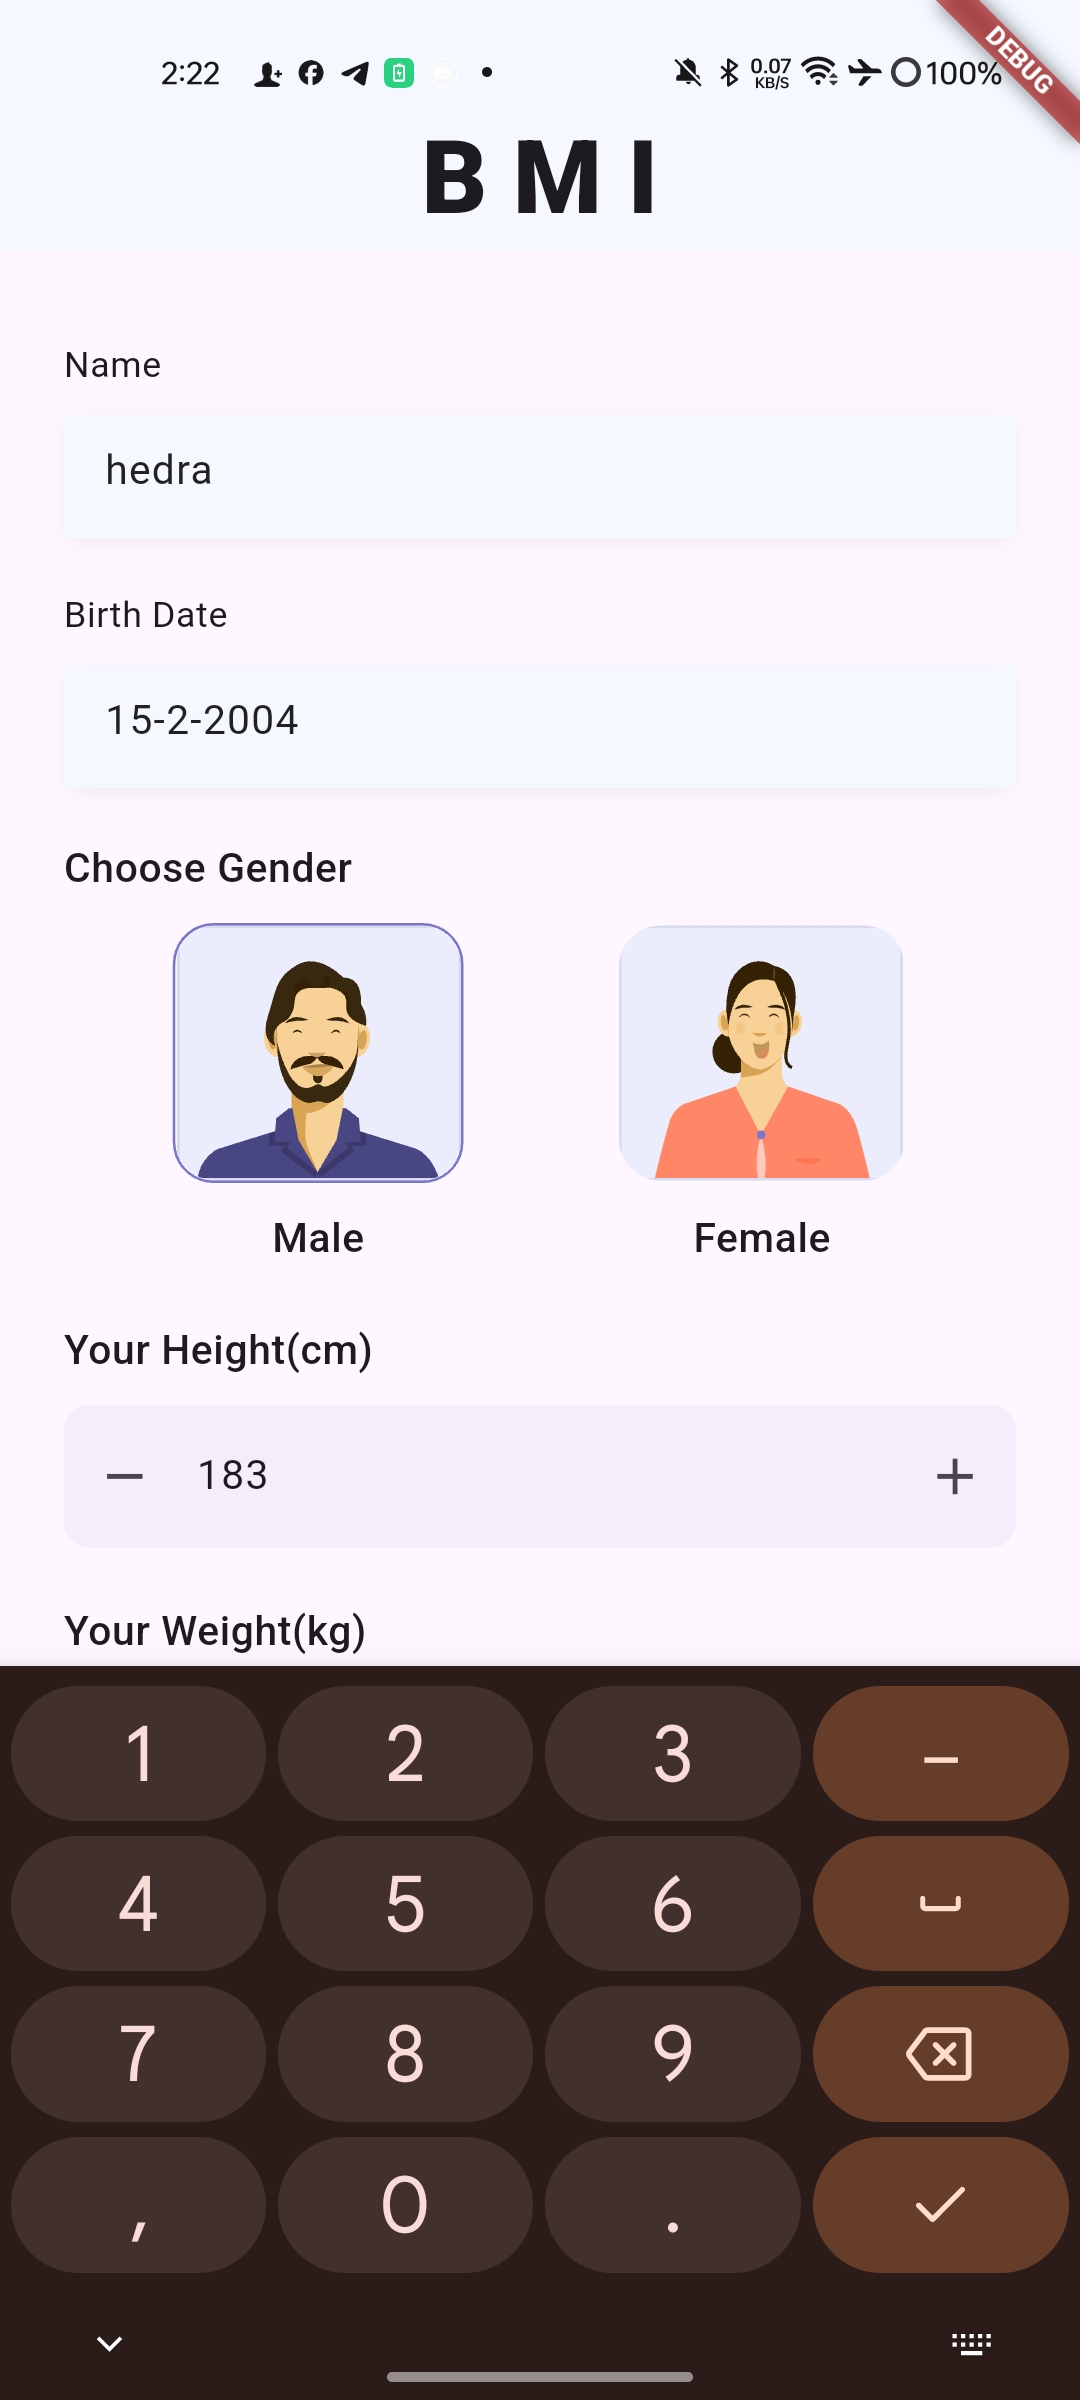 2:22 0.07 KB/S 100%
DEBUG
B M I
Name
hedra
Birth Date
15-2-2004
Choose Gender
Male Female
Your Height(cm)
— 183 +
Your Weight(kg)
1 2 3 –
4 5 6
7 8 9
, 0 .